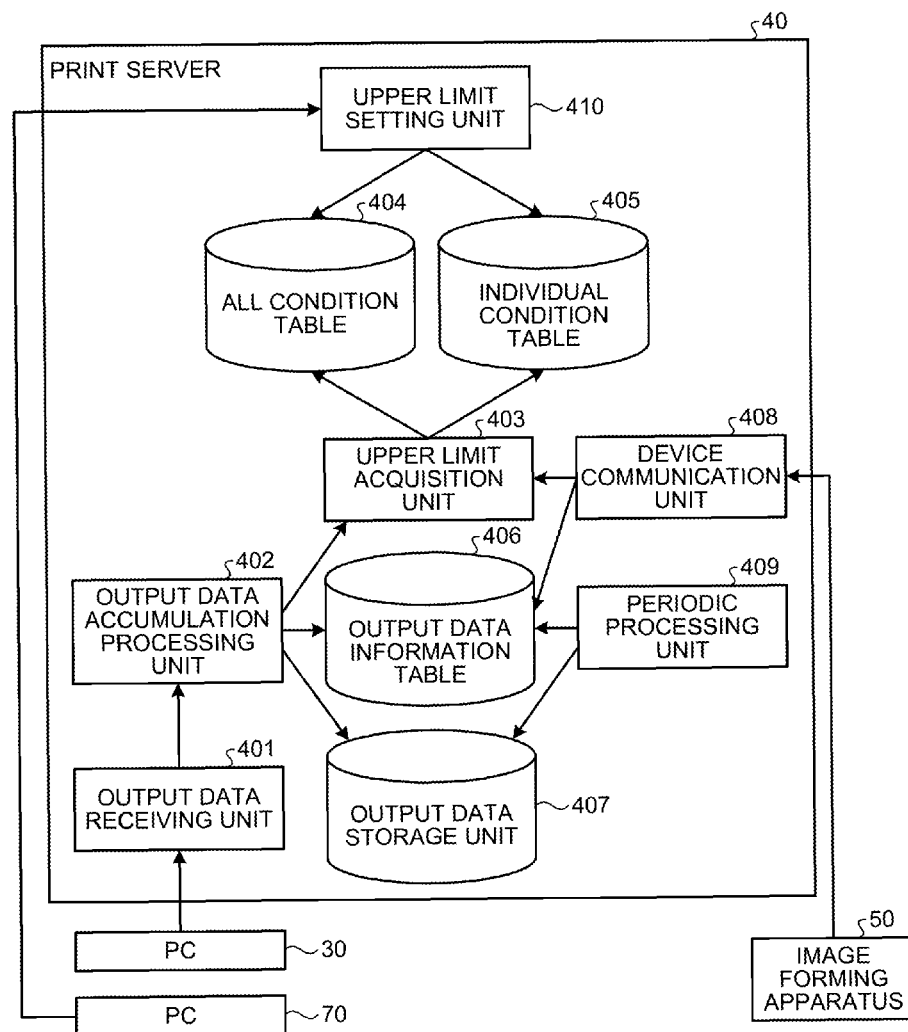 40
PRINT SERVER
UPPER LIMIT
SETTING UNIT
410
404
405
ALL CONDITION
TABLE
INDIVIDUAL
CONDITION
TABLE
403
408
UPPER LIMIT
ACQUISITION
UNIT
DEVICE
COMMUNICATION
UNIT
406
402
409
OUTPUT DATA
ACCUMULATION
PROCESSING
UNIT
OUTPUT DATA
INFORMATION
TABLE
PERIODIC
PROCESSING
UNIT
401
OUTPUT DATA
RECEIVING UNIT
OUTPUT DATA
STORAGE UNIT
407
PC
30
50
IMAGE
FORMING
APPARATUS
PC
70